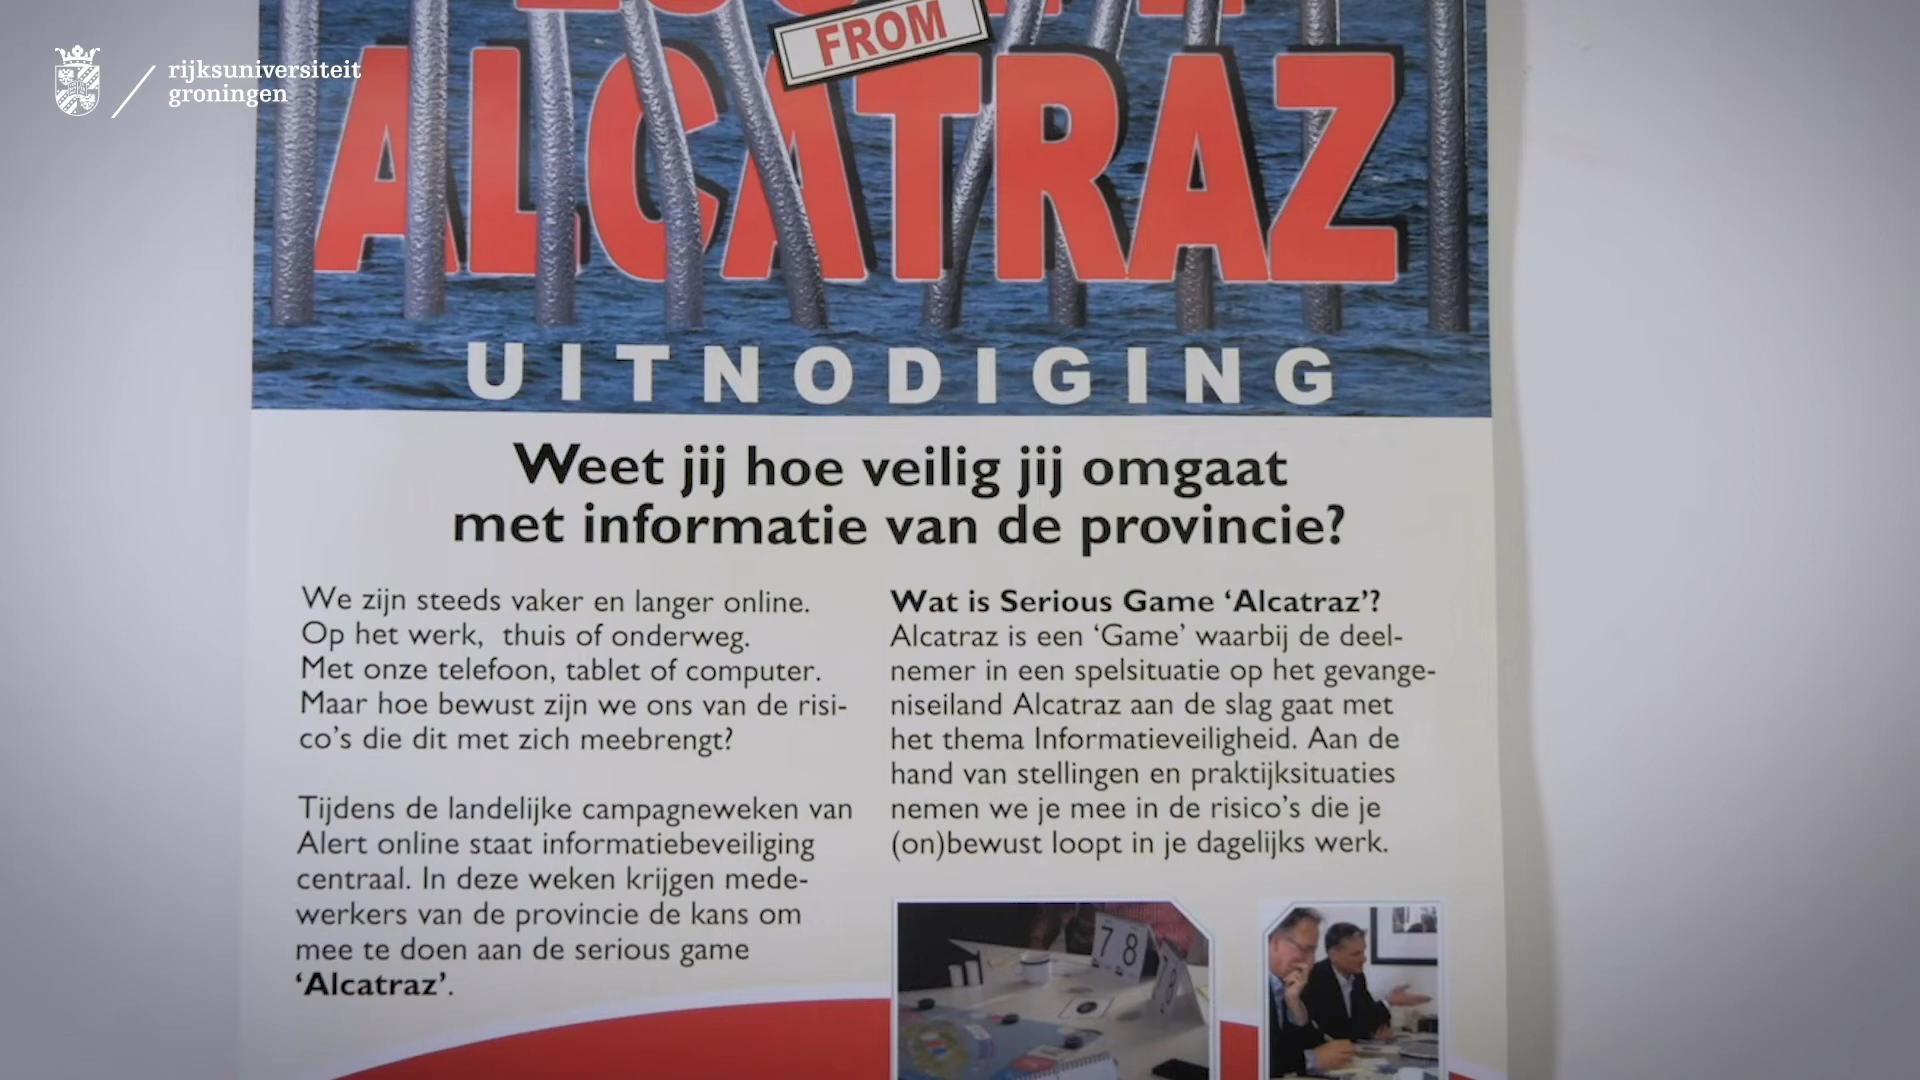 rijksuniversiteit
groningen
FROM
ALCATRAZ
UITNODIGING
Weet jij hoe veilig jij omgaat
met informatie van de provincie?
We zijn steeds vaker en langer online.
Op het werk, thuis of onderweg.
Met onze telefoon, tablet of computer.
Maar hoe bewust zijn we ons van de risi-
co's die dit met zich meebrengt?
Tijdens de landelijke campagneweken van
Alert online staat informatiebeveiliging
centraal. In deze weken krijgen mede-
werkers van de provincie de kans om
mee te doen aan de serious game
‘Alcatraz’.
Wat is Serious Game ‘Alcatraz’?
Alcatraz is een ‘Game’ waarbij de deel-
nemer in een spelsituatie op het gevange-
niseiland Alcatraz aan de slag gaat met
het thema Informatieveiligheid. Aan de
hand van stellingen en praktijksituaties
nemen we je mee in de risico's die je
(on)bewust loopt in je dagelijks werk.
7 8
78